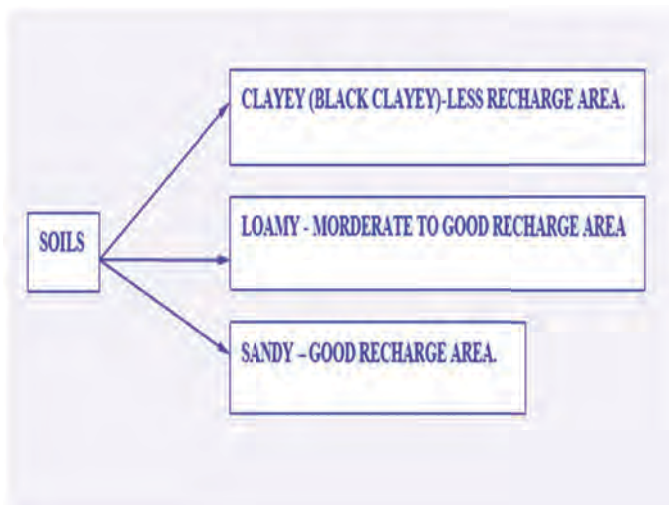 CLAYEY (BLACK CLAYEY)-LESS RECHARGE AREA.
SOILS
LOAMY - MORDERATE TO GOOD RECHARGE AREA
SANDY – GOOD RECHARGE AREA.